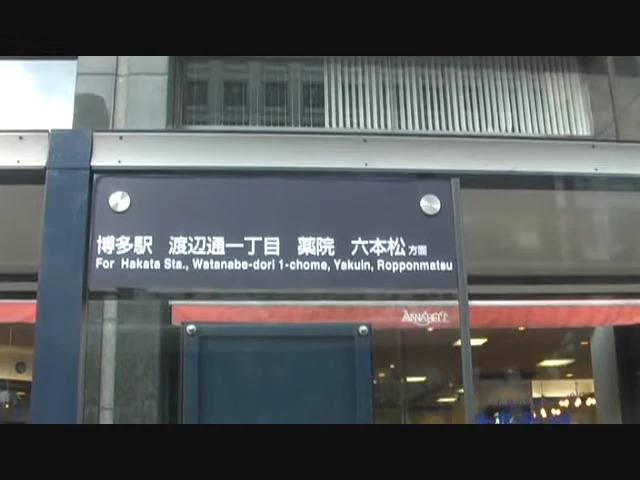 博多駅 渡辺通一丁目 薬院 六本松方面
For Hakata Sta., Watanabe-dori 1-chome, Yakuin, Ropponmatsu